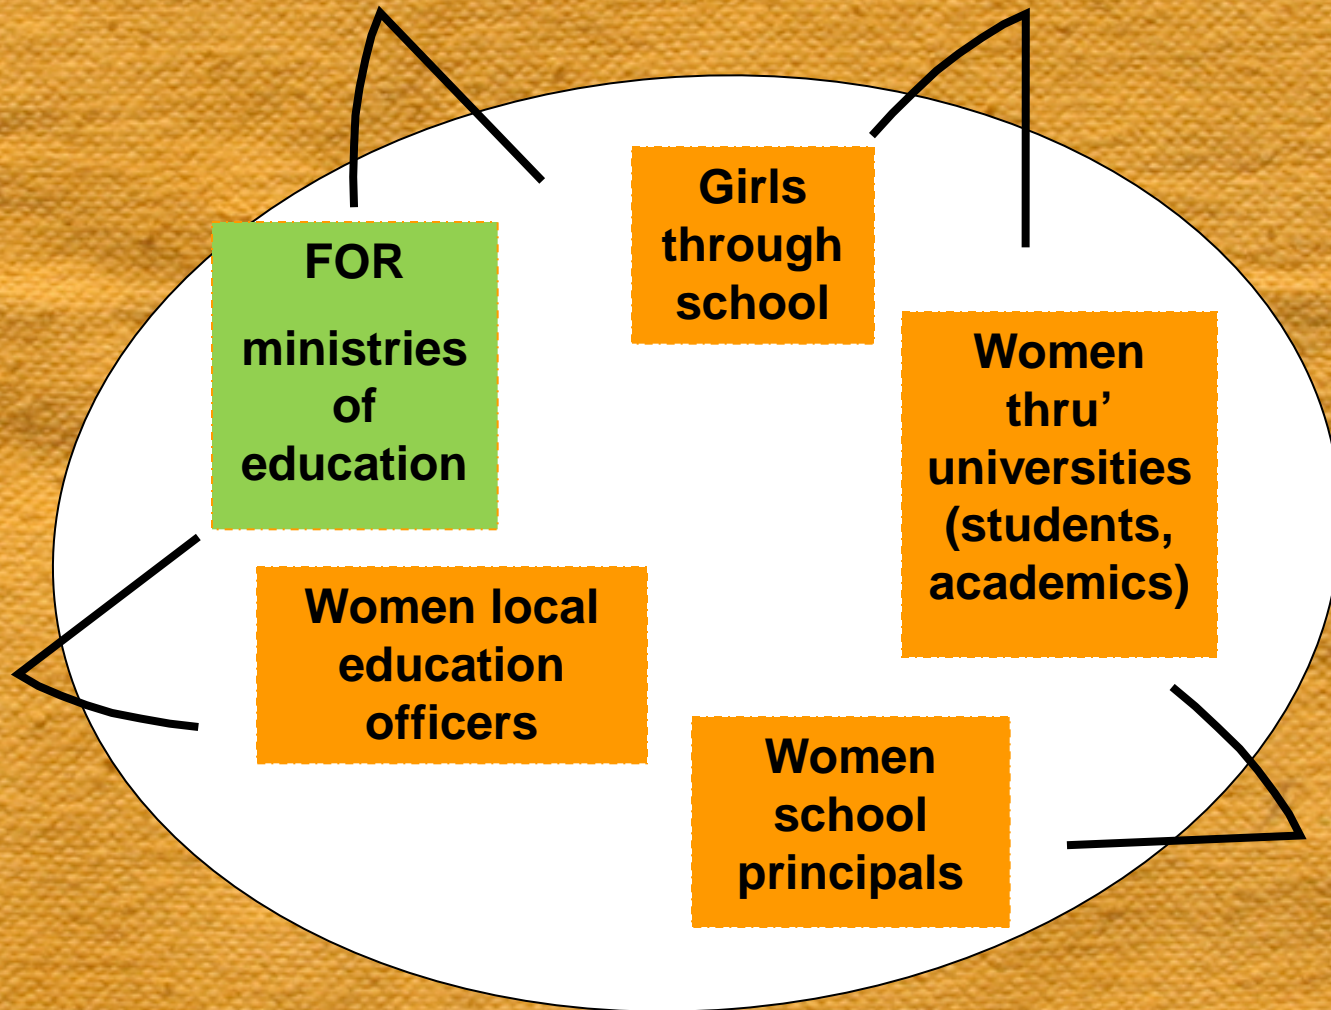 FOR
ministries
of
education
Girls
through
school
Women
thru’
universities
(students,
academics)
Women local
education
officers
Women
school
principals